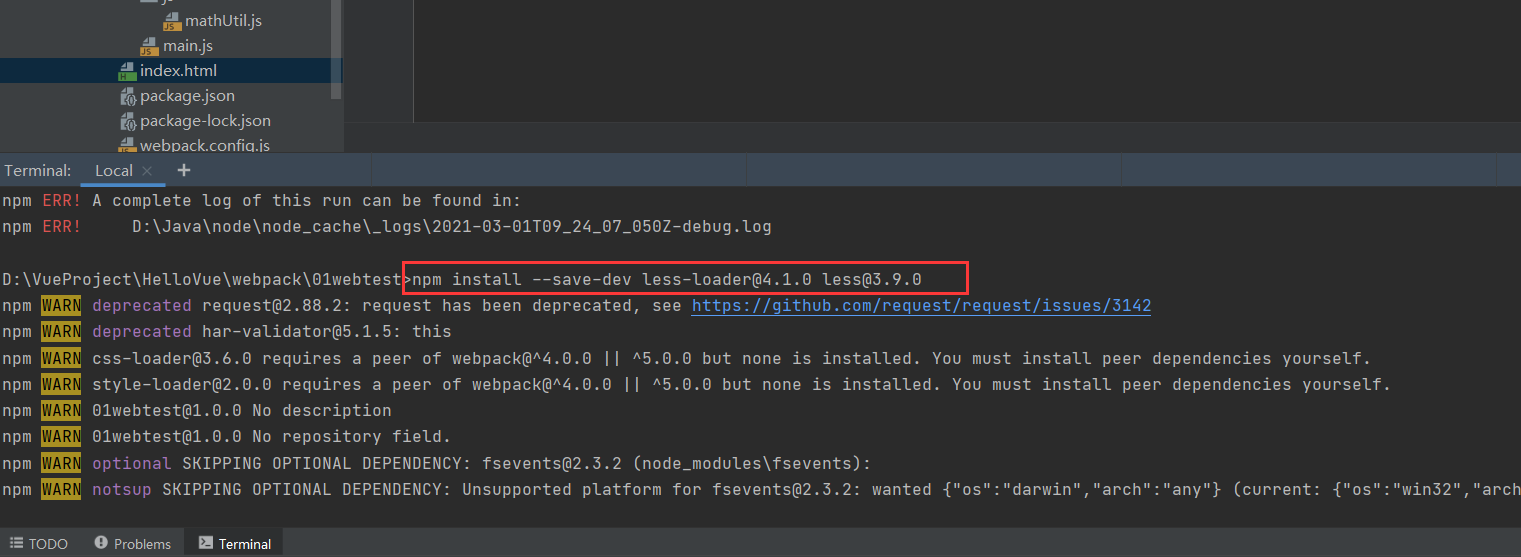 js
mathUtil.js
main.js
index.html
package.json
package-lock.json
webpack.config.js
Terminal: Local × +
npm ERR! A complete log of this run can be found in:
npm ERR!     D:\Java\node\node_cache\_logs\2021-03-01T09_24_07_050Z-debug.log
D:\VueProject\HelloVue\webpack\01webtest>npm install --save-dev less-loader@4.1.0 less@3.9.0
npm WARN deprecated request@2.88.2: request has been deprecated, see https://github.com/request/request/issues/3142
npm WARN deprecated har-validator@5.1.5: this
npm WARN css-loader@3.6.0 requires a peer of webpack@^4.0.0 || ^5.0.0 but none is installed. You must install peer dependencies yourself.
npm WARN style-loader@2.0.0 requires a peer of webpack@^4.0.0 || ^5.0.0 but none is installed. You must install peer dependencies yourself.
npm WARN 01webtest@1.0.0 No description
npm WARN 01webtest@1.0.0 No repository field.
npm WARN optional SKIPPING OPTIONAL DEPENDENCY: fsevents@2.3.2 (node_modules\fsevents):
npm WARN notsup SKIPPING OPTIONAL DEPENDENCY: Unsupported platform for fsevents@2.3.2: wanted {"os":"darwin","arch":"any"} (current: {"os":"win32","arch
TODO Problems Terminal